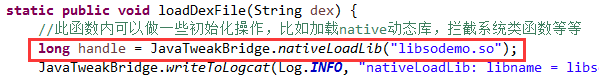 static public void loadDexFile(String dex) {
//此函数内可以做一些初始化操作，比如加载native动态库，拦截系统类函数等等
long handle = JavaTweakBridge.nativeLoadLib("libsodemo.so");
JavaTweakBridge.writeToLogcat(Log.INFO, "nativeLoadLib: libname = libs